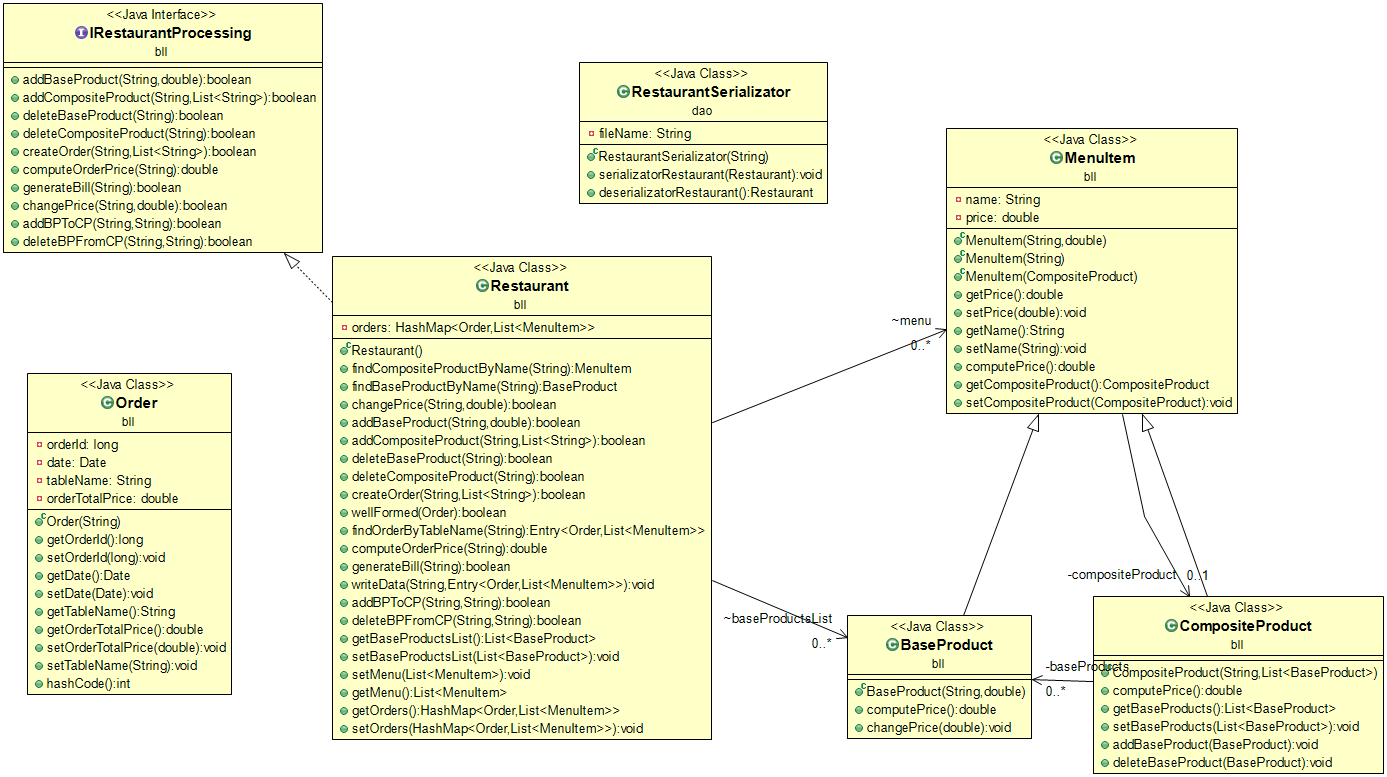 <<Java Interface>>
IRestaurantProcessing
bll
addBaseProduct(String,double):boolean
addCompositeProduct(String,List<String>):boolean
deleteBaseProduct(String):boolean
deleteCompositeProduct(String):boolean
createOrder(String,List<String>):boolean
computeOrderPrice(String):double
generateBill(String):boolean
changePrice(String,double):boolean
addBPToCP(String,String):boolean
deleteBPFromCP(String,String):boolean
<<Java Class>>
RestaurantSerializator
dao
fileName: String
RestaurantSerializator(String)
serializatorRestaurant(Restaurant):void
deserializatorRestaurant():Restaurant
<<Java Class>>
MenuItem
bll
name: String
price: double
MenuItem(String,double)
MenuItem(String)
MenuItem(CompositeProduct)
getPrice():double
setPrice(double):void
getName():String
setName(String):void
computePrice():double
getCompositeProduct():CompositeProduct
setCompositeProduct(CompositeProduct):void
<<Java Class>>
Restaurant
bll
orders: HashMap<Order,List<MenuItem>>
Restaurant()
findCompositeProductByName(String):MenuItem
findBaseProductByName(String):BaseProduct
changePrice(String,double):boolean
addBaseProduct(String,double):boolean
addCompositeProduct(String,List<String>):boolean
deleteBaseProduct(String):boolean
deleteCompositeProduct(String):boolean
createOrder(String,List<String>):boolean
wellFormed(Order):boolean
findOrderByTableName(String):Entry<Order,List<MenuItem>>
computeOrderPrice(String):double
generateBill(String):boolean
writeData(String,Entry<Order,List<MenuItem>>):void
addBPToCP(String,String):boolean
deleteBPFromCP(String,String):boolean
getBaseProductsList():List<BaseProduct>
setBaseProductsList(List<BaseProduct>):void
setMenu(List<MenuItem>):void
getMenu():List<MenuItem>
getOrders():HashMap<Order,List<MenuItem>>
setOrders(HashMap<Order,List<MenuItem>>):void
~menu
0..*
<<Java Class>>
Order
bll
orderId: long
date: Date
tableName: String
orderTotalPrice: double
Order(String)
getOrderId():long
setOrderId(long):void
getDate():Date
setDate(Date):void
getTableName():String
getOrderTotalPrice():double
setOrderTotalPrice(double):void
setTableName(String):void
hashCode():int
-compositeProduct
0..1
~baseProductsList
0..*
<<Java Class>>
BaseProduct
bll
BaseProduct(String,double)
computePrice():double
changePrice(double):void
-baseProducts
0..*
<<Java Class>>
CompositeProduct
bll
CompositeProduct(String,List<BaseProduct>)
computePrice():double
getBaseProducts():List<BaseProduct>
setBaseProducts(List<BaseProduct>):void
addBaseProduct(BaseProduct):void
deleteBaseProduct(BaseProduct):void